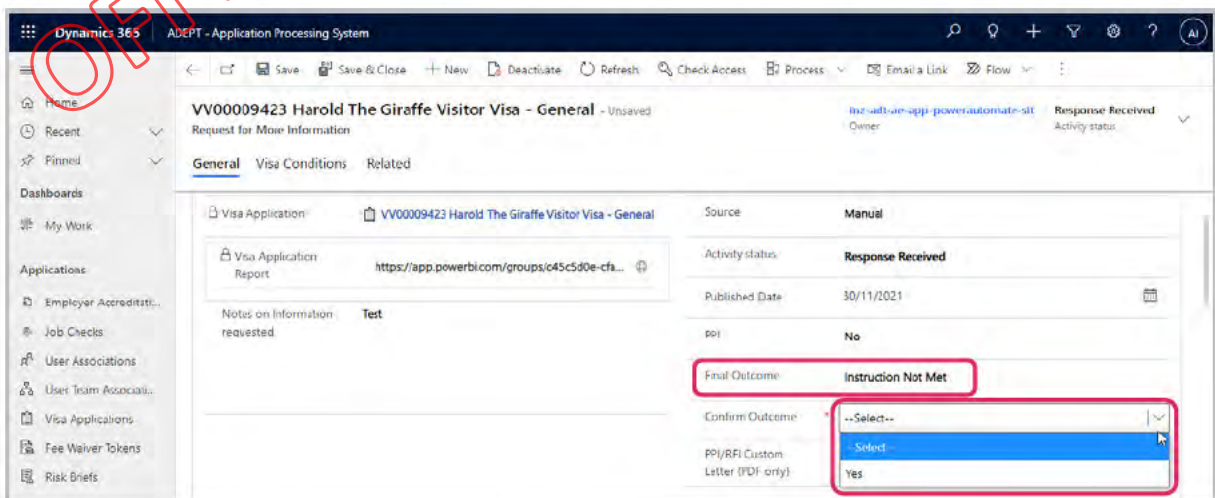 Dynamics 365 ADEPT - Application Processing System ? AI
Save Save & Close New Deactivate Refresh Check Access Process Email a Link Flow
Home
Recent
Pinned
Dashboards
My Work
Applications
Employer Accreditati...
Job Checks
User Associations
User Team Associati...
Visa Applications
Fee Waiver Tokens
Risk Briefs
VV00009423 Harold The Giraffe Visitor Visa - General - Unsaved
Request for More Information
Owner
Response Received
Activity status
General Visa Conditions Related
Visa Application VV00009423 Harold The Giraffe Visitor Visa - General
Visa Application
Report
https://app.powerbi.com/groups/c45c5d0e-cfa...
Notes on Information
requested
Test
Source Manual
Activity status Response Received
Published Date 30/11/2021
PPI No
Final Outcome Instruction Not Met
Confirm Outcome * --Select--
--Select--
Yes
PPI/RFI Custom
Letter (PDF only)